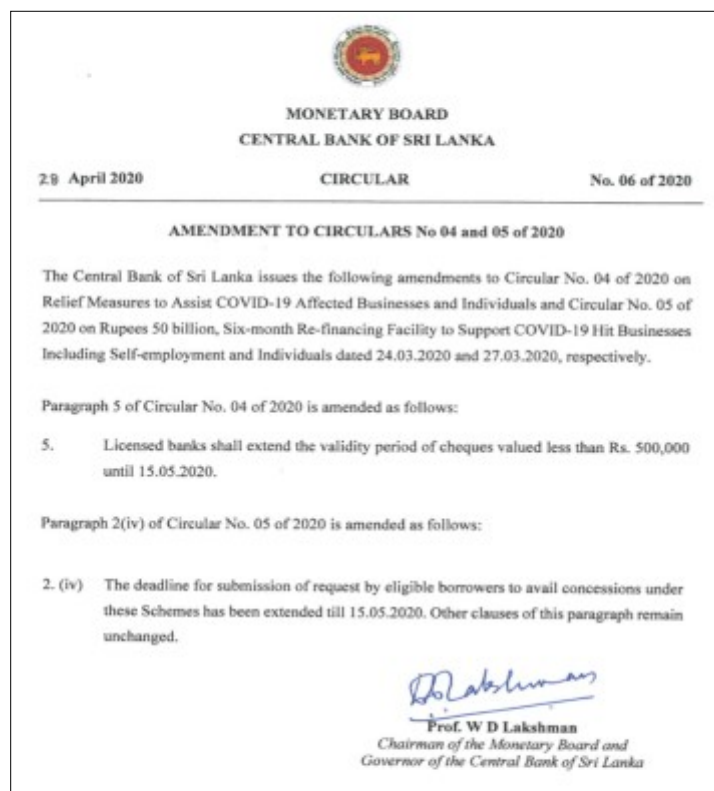 MONETARY BOARD
CENTRAL BANK OF SRI LANKA
28 April 2020 CIRCULAR No. 06 of 2020
AMENDMENT TO CIRCULARS No 04 and 05 of 2020
The Central Bank of Sri Lanka issues the following amendments to Circular No. 04 of 2020 on
Relief Measures to Assist COVID-19 Affected Businesses and Individuals and Circular No. 05 of
2020 on Rupees 50 billion, Six-month Re-financing Facility to Support COVID-19 Hit Businesses
Including Self-employment and Individuals dated 24.03.2020 and 27.03.2020, respectively.
Paragraph 5 of Circular No. 04 of 2020 is amended as follows:
5. Licensed banks shall extend the validity period of cheques valued less than Rs. 500,000
until 15.05.2020.
Paragraph 2(iv) of Circular No. 05 of 2020 is amended as follows:
2. (iv) The deadline for submission of request by eligible borrowers to avail concessions under
these Schemes has been extended till 15.05.2020. Other clauses of this paragraph remain
unchanged.
Prof. W D Lakshman
Chairman of the Monetary Board and
Governor of the Central Bank of Sri Lanka